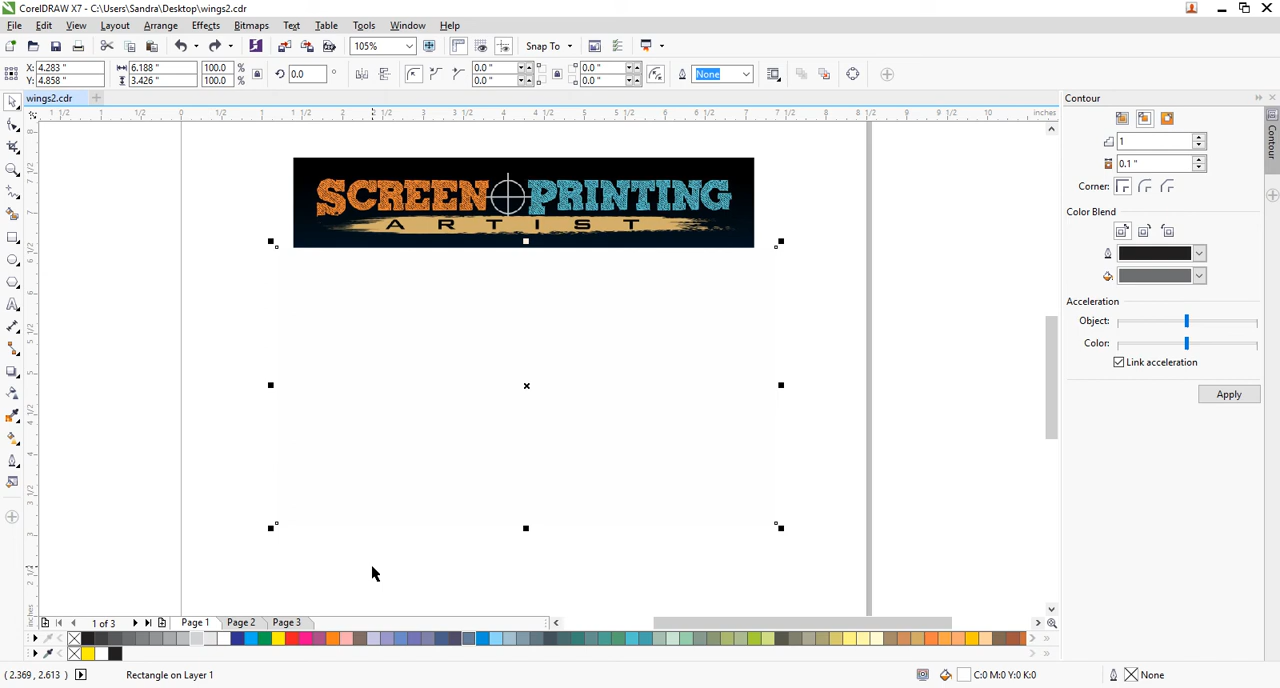 CorelDRAW X7 - C:\Users\Sandra\Desktop\wings2.cdr
File Edit View Layout Arrange Effects Bitmaps Text Table Tools Window Help
105% Snap To
X: 4.283 " 6.188 " 100.0 % 0.0 ° 0.0 " 0.0 " None
Y: 4.858 " 3.426 " 100.0 % 0.0 " 0.0 "
wings2.cdr
Contour
inches
1
0.1 "
Corner:
Color Blend
Acceleration
Object:
Color:
Link acceleration
Apply
Contour
SCREEN PRINTING
ARTIST
inches
1 of 3 Page 1 Page 2 Page 3
( 2.369 , 2.613 ) Rectangle on Layer 1 C:0 M:0 Y:0 K:0 None